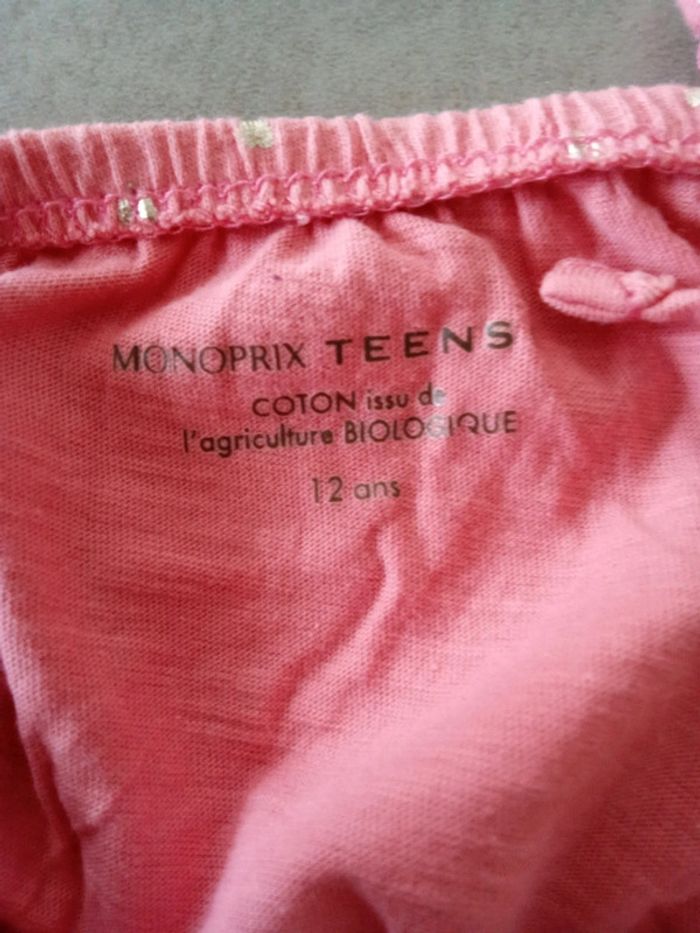 MONOPRIX TEENS
COTON issu de
l'agriculture BIOLOGIQUE
12 ans